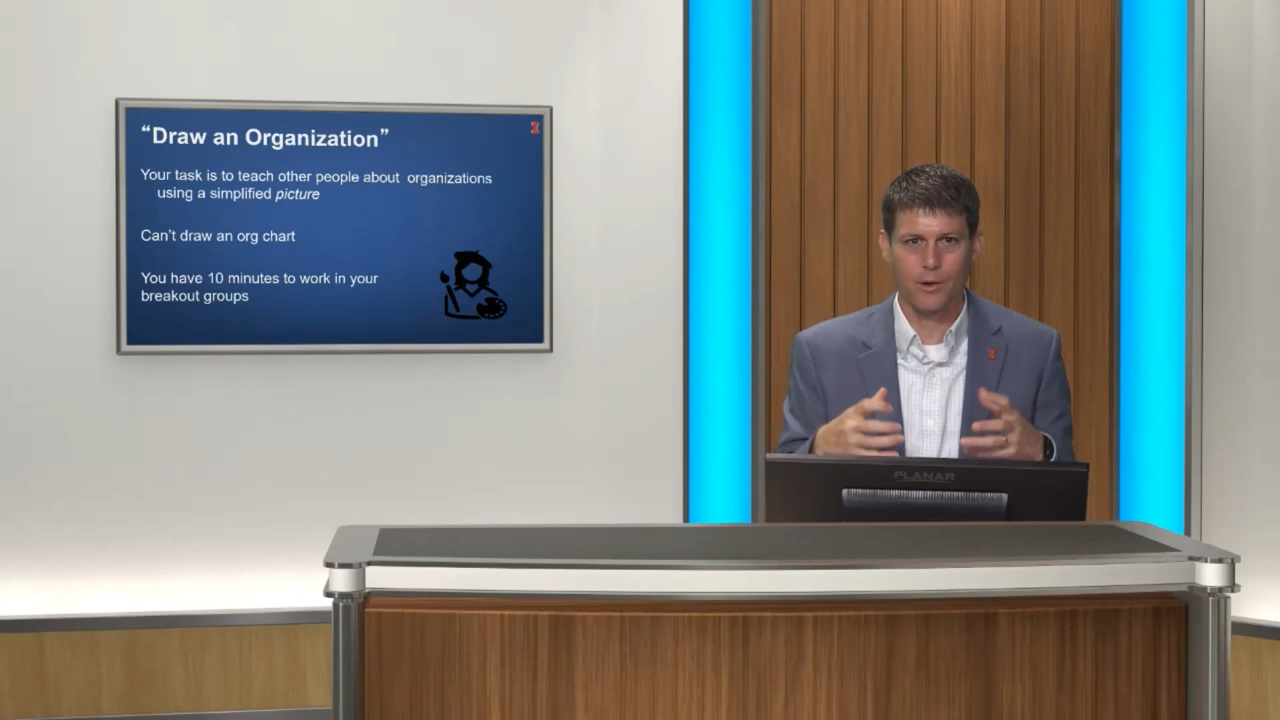 “Draw an Organization”
Your task is to teach other people about organizations
using a simplified picture
Can't draw an org chart
You have 10 minutes to work in your
breakout groups
PLANAR